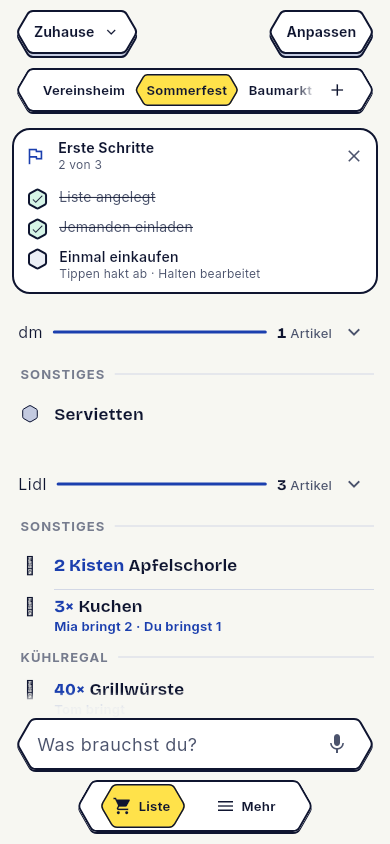 Zuhause
Anpassen
Vereinsheim
Sommerfest
Baumarkt
Erste Schritte
2 von 3
Liste angelegt
Jemanden einladen
Einmal einkaufen
Tippen hakt ab · Halten bearbeitet
dm
1 Artikel
SONSTIGES
Servietten
Lidl
3 Artikel
SONSTIGES
2 Kisten Apfelschorle
3× Kuchen
Mia bringt 2 · Du bringst 1
KÜHLREGAL
40× Grillwürste
Tom bringt
Was brauchst du?
Liste
Mehr